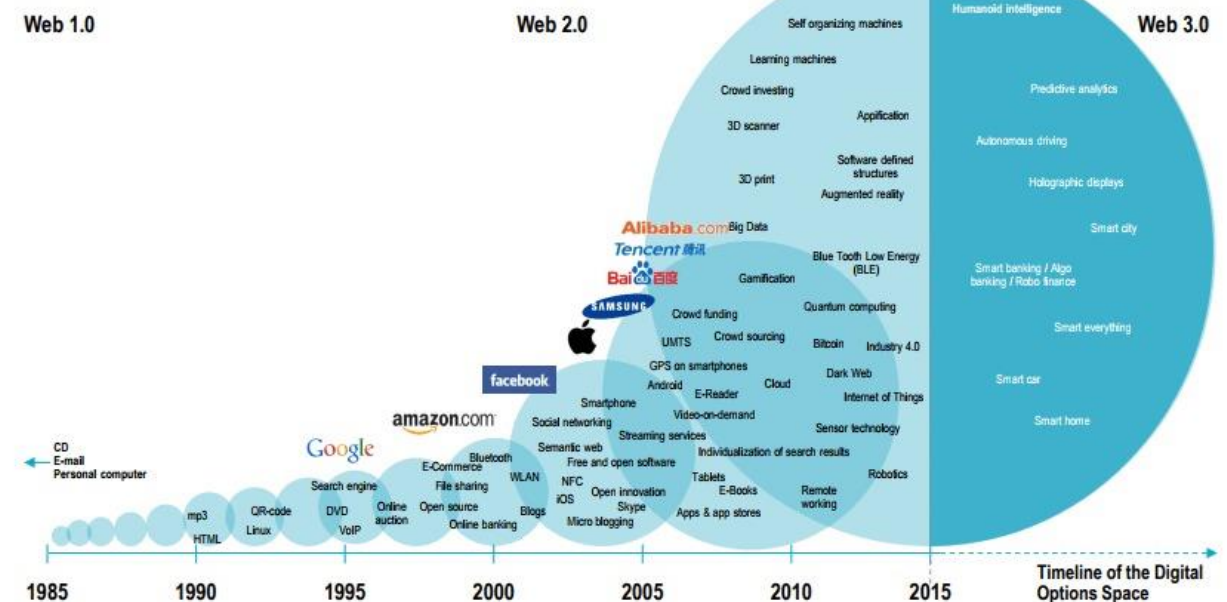 Web 1.0
Web 2.0
Web 3.0
Humanoid intelligence
Self organizing machines
Learning machines
Crowd investing
Predictive analytics
Appification
3D scanner
Autonomous driving
Software defined
structures
3D print
Holographic displays
Augmented reality
Alibaba.com
Big Data
Smart city
Tencent 腾讯
Blue Tooth Low Energy
(BLE)
Bai du 百度
Gamification
Smart banking / Algo
banking / Robo finance
SAMSUNG
Quantum computing
Crowd funding
Smart everything
UMTS
Crowd sourcing
Bitcoin
Industry 4.0
GPS on smartphones
facebook
Android
Cloud
Dark Web
Smart car
E-Reader
Internet of Things
Smartphone
amazon.com
Social networking
Video-on-demand
Smart home
Streaming services
Sensor technology
Google
CD
E-mail
Personal computer
Semantic web
Individualization of search results
Bluetooth
E-Commerce
Free and open software
WLAN
NFC
Tablets
Robotics
Search engine
File sharing
iOS
Open innovation
E-Books
Remote
working
mp3
QR-code
DVD
Online
auction
Open source
Blogs
Skype
Apps & app stores
Linux
VoIP
Online banking
Micro blogging
HTML
1985
1990
1995
2000
2005
2010
2015
Timeline of the Digital
Options Space